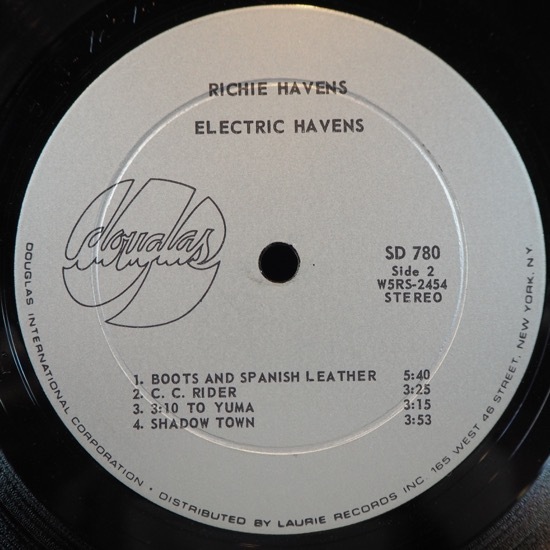 RICHIE HAVENS
ELECTRIC HAVENS
douglas
SD 780
Side 2
W5RS-2454
STEREO
1. BOOTS AND SPANISH LEATHER 5:40
2. C. C. RIDER 3:25
3. 3:10 TO YUMA 3:15
4. SHADOW TOWN 3:53
DOUGLAS INTERNATIONAL CORPORATION • DISTRIBUTED BY LAURIE RECORDS INC. 165 WEST 46 STREET, NEW YORK, N.Y.